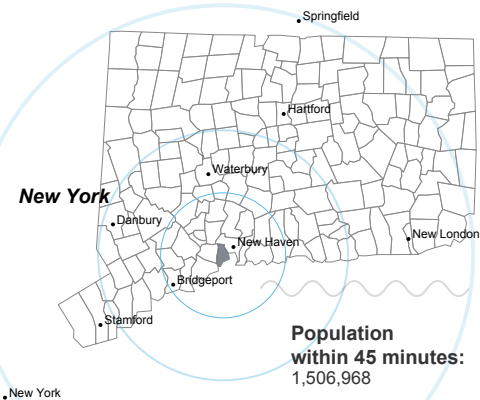 Springfield
Hartford
Waterbury
New York
Danbury
New Haven
New London
Bridgeport
Stamford
Population
within 45 minutes:
1,506,968
New York